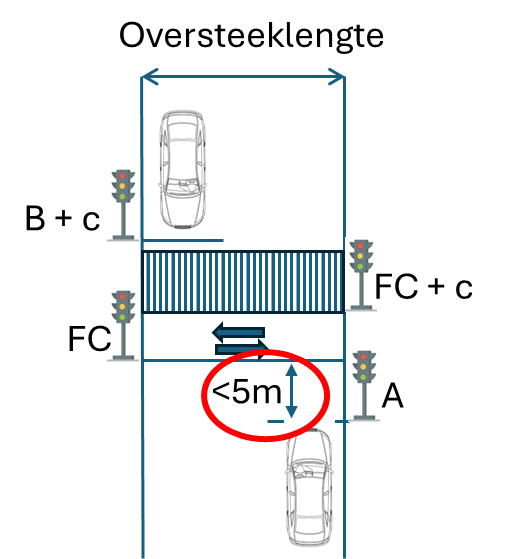 Oversteeklengte
B + c
FC + c
FC
<5m
A